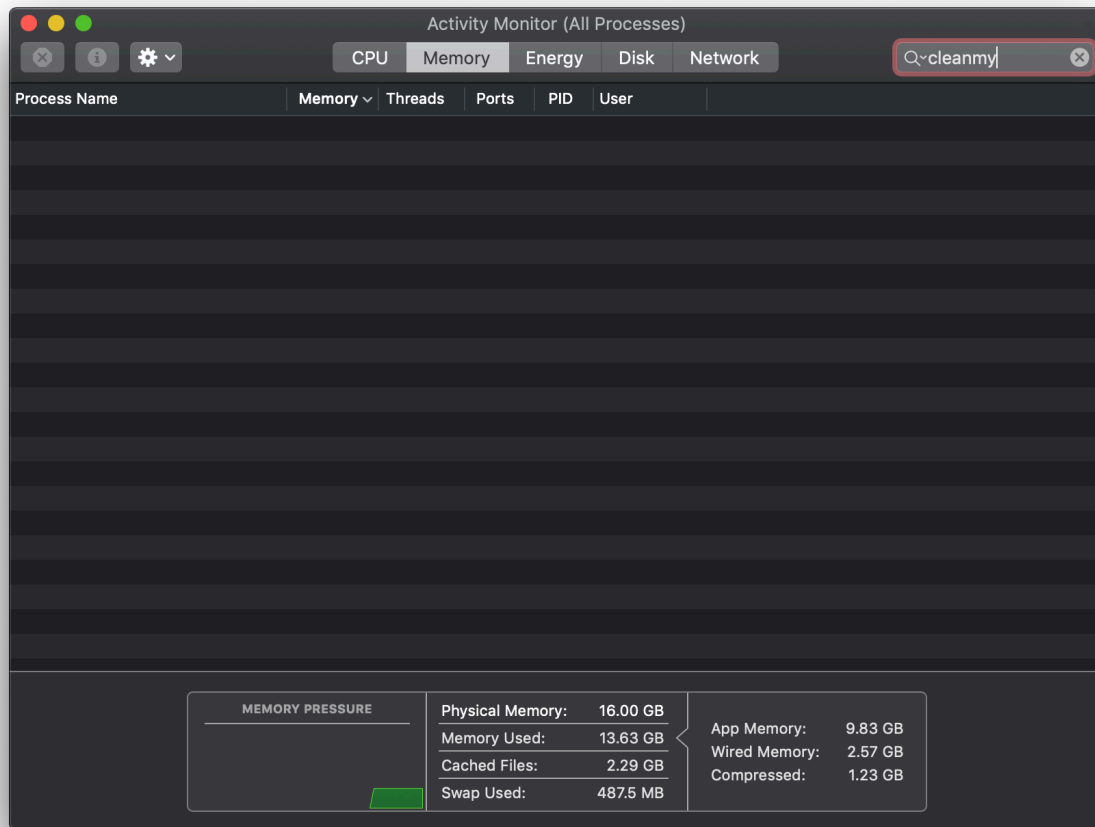 Activity Monitor (All Processes)
CPU Memory Energy Disk Network cleanmy
Process Name Memory Threads Ports PID User
MEMORY PRESSURE
Physical Memory: 16.00 GB
Memory Used: 13.63 GB
Cached Files: 2.29 GB
Swap Used: 487.5 MB
App Memory: 9.83 GB
Wired Memory: 2.57 GB
Compressed: 1.23 GB